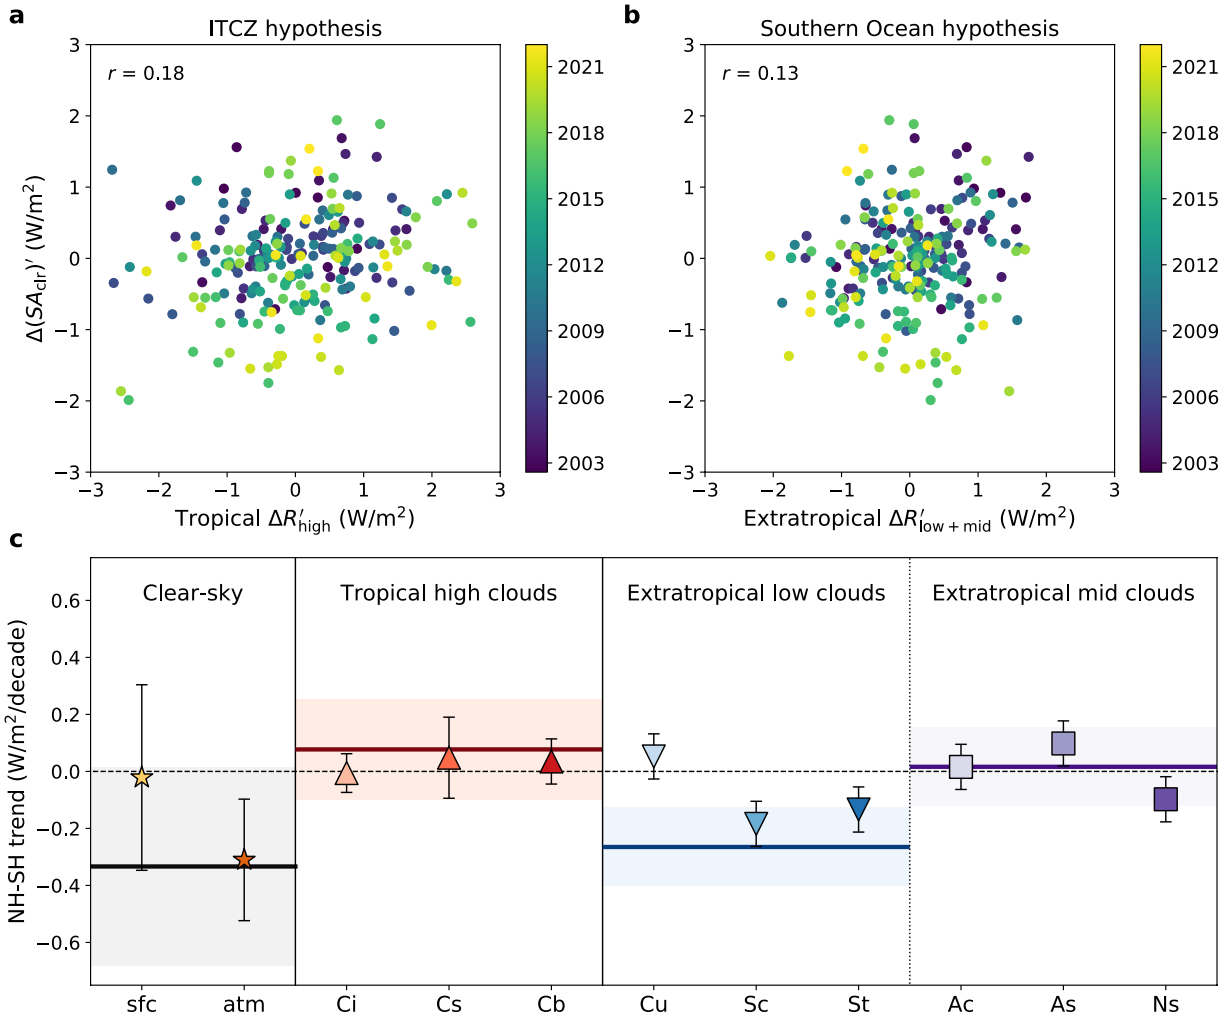 a
ITCZ hypothesis
r = 0.18
Δ(SA_clr)′ (W/m²)
3
2
1
0
−1
−2
−3
−3 −2 −1 0 1 2 3
Tropical ΔR′_high (W/m²)
2021
2018
2015
2012
2009
2006
2003
b
Southern Ocean hypothesis
r = 0.13
3
2
1
0
−1
−2
−3
−3 −2 −1 0 1 2 3
Extratropical ΔR′_low + mid (W/m²)
2021
2018
2015
2012
2009
2006
2003
c
Clear-sky Tropical high clouds Extratropical low clouds Extratropical mid clouds
NH-SH trend (W/m²/decade)
0.6
0.4
0.2
0.0
−0.2
−0.4
−0.6
sfc atm Ci Cs Cb Cu Sc St Ac As Ns